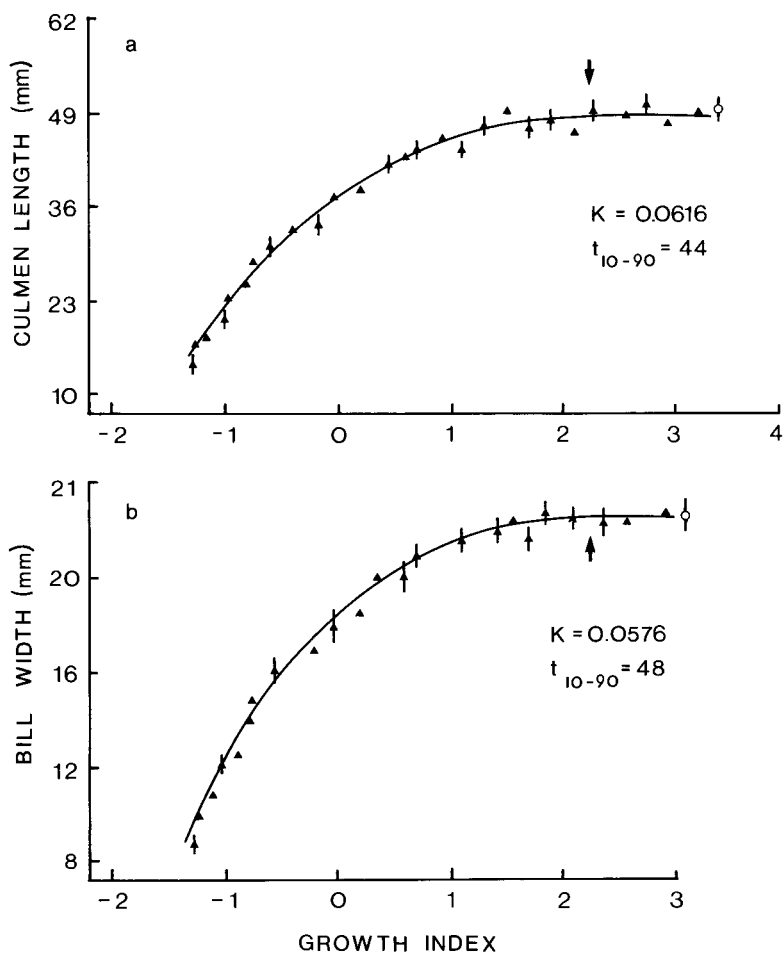 a
CULMEN LENGTH (mm)
62
49
36
23
10
K = 0.0616
t10-90 = 44
-2 -1 0 1 2 3 4
b
BILL WIDTH (mm)
21
20
16
12
8
K = 0.0576
t10-90 = 48
-2 -1 0 1 2 3
GROWTH INDEX